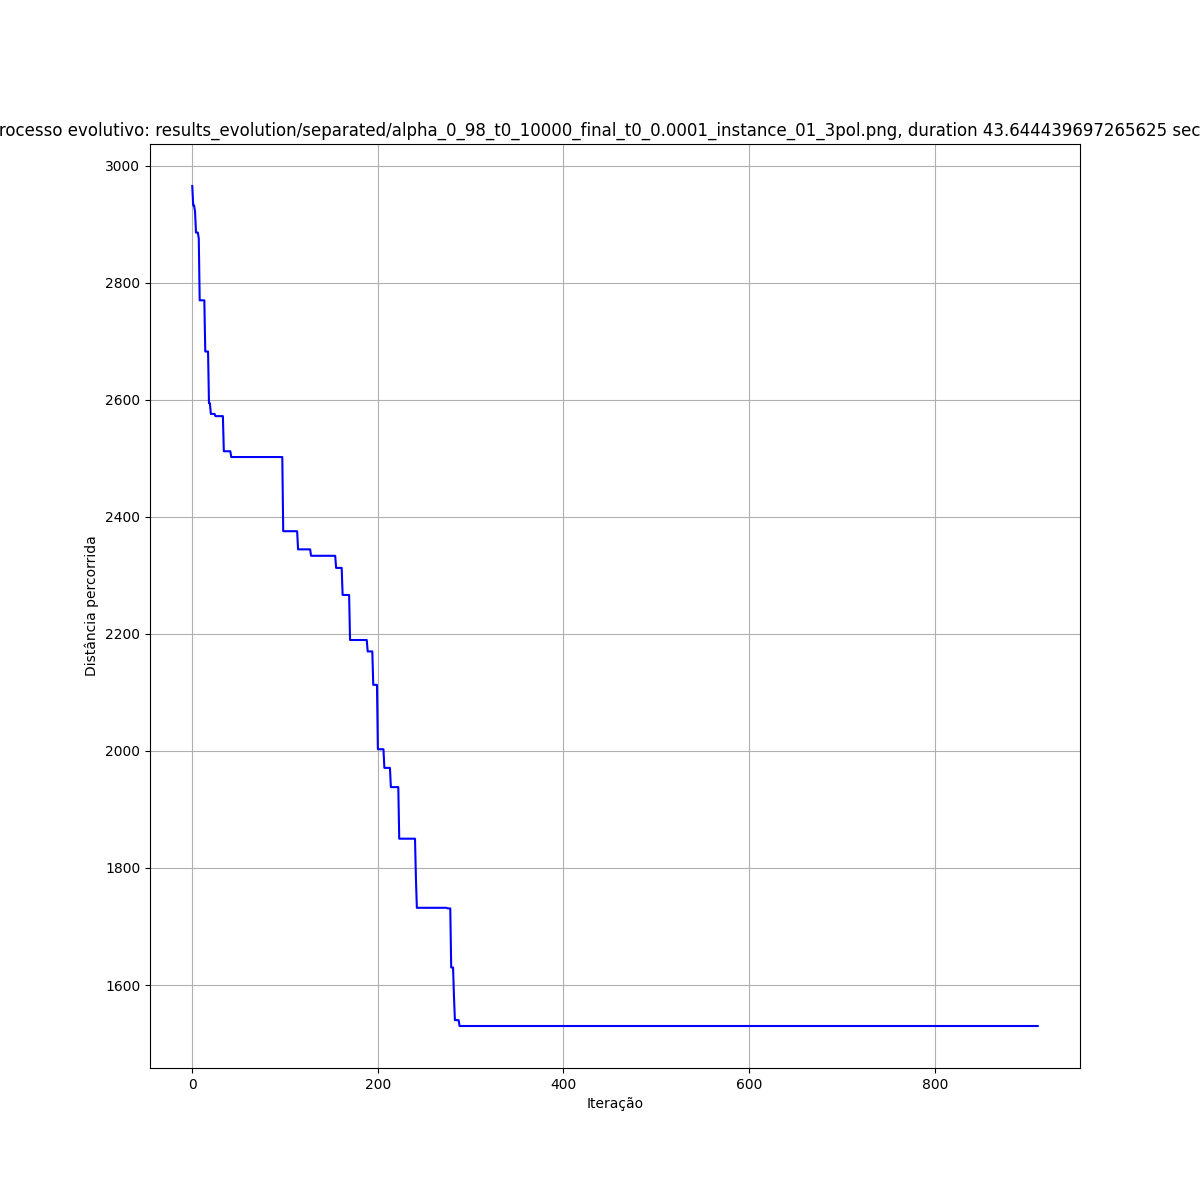 rocesso evolutivo: results_evolution/separated/alpha_0_98_t0_10000_final_t0_0.0001_instance_01_3pol.png, duration 43.644439697265625 sec
3000
2800
2600
2400
2200
2000
1800
1600
Distância percorrida
0 200 400 600 800
Iteração